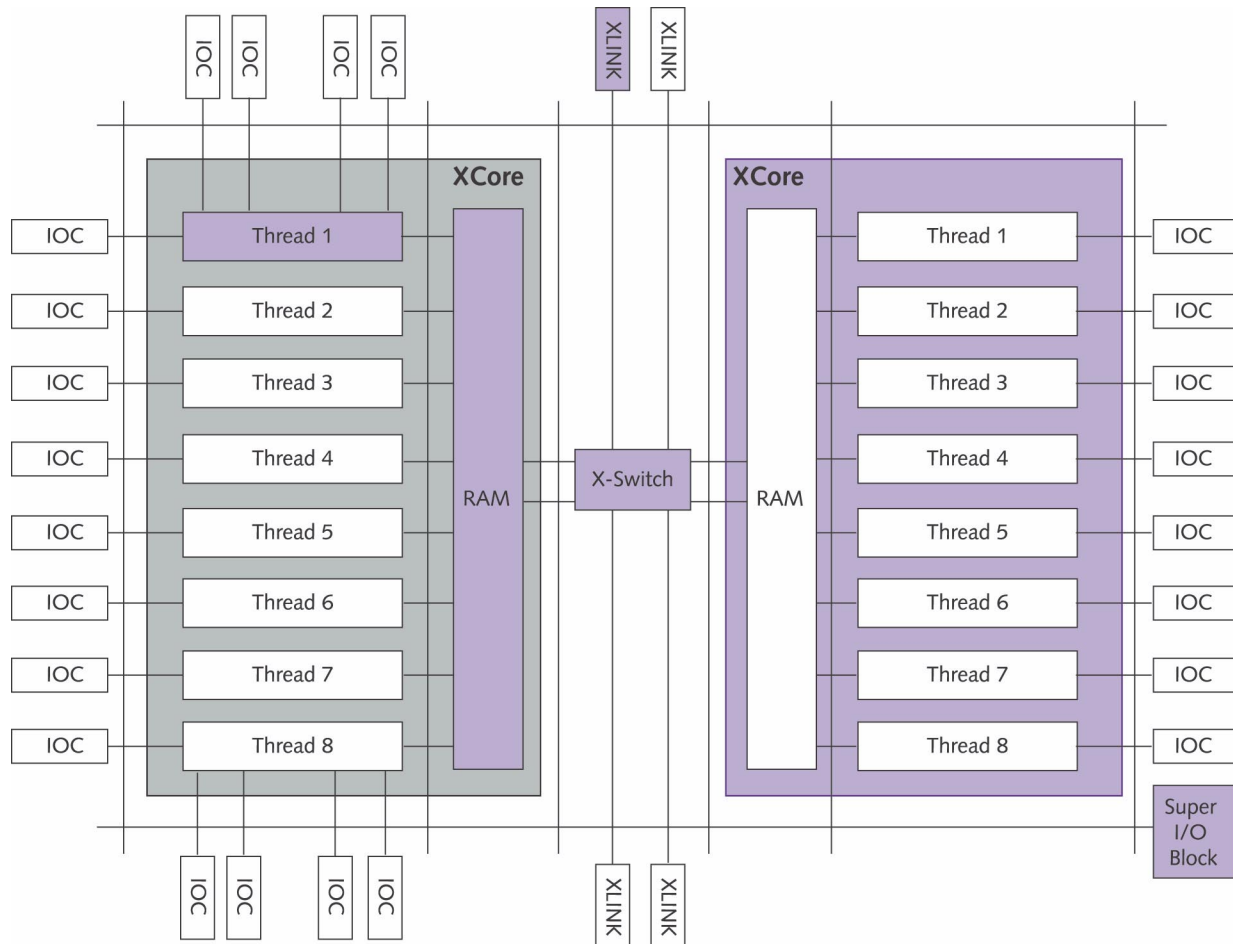 IOC
IOC
IOC
IOC
XLINK
XLINK
XCore
XCore
IOC
Thread 1
Thread 1
IOC
IOC
Thread 2
Thread 2
IOC
IOC
Thread 3
Thread 3
IOC
IOC
Thread 4
Thread 4
IOC
X-Switch
RAM
RAM
IOC
Thread 5
Thread 5
IOC
IOC
Thread 6
Thread 6
IOC
IOC
Thread 7
Thread 7
IOC
IOC
Thread 8
Thread 8
IOC
Super
I/O
Block
IOC
IOC
IOC
IOC
XLINK
XLINK